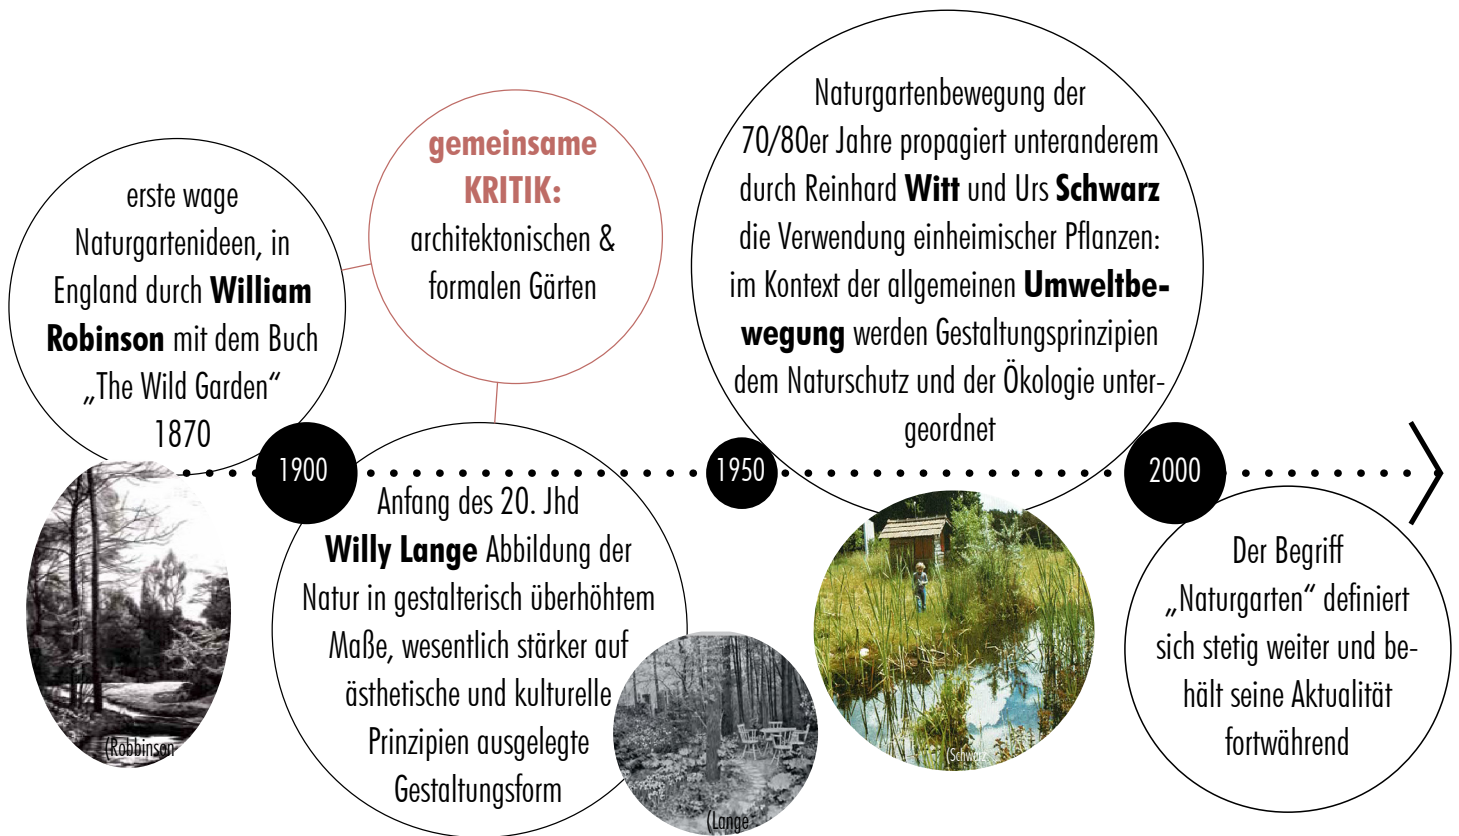 erste wage
Naturgartenideen, in
England durch William
Robinson mit dem Buch
„The Wild Garden“
1870
gemeinsame
KRITIK:
architektonischen &
formalen Gärten
Naturgartenbewegung der
70/80er Jahre propagiert unteranderem
durch Reinhard Witt und Urs Schwarz
die Verwendung einheimischer Pflanzen:
im Kontext der allgemeinen Umweltbe-
wegung werden Gestaltungsprinzipien
dem Naturschutz und der Ökologie unter-
geordnet
1900
1950
2000
Anfang des 20. Jhd
Willy Lange Abbildung der
Natur in gestalterisch überhöhtem
Maße, wesentlich stärker auf
ästhetische und kulturelle
Prinzipien ausgelegte
Gestaltungsform
Der Begriff
„Naturgarten“ definiert
sich stetig weiter und be-
hält seine Aktualität
fortwährend
(Robbinson
(Lange
(Schwarz